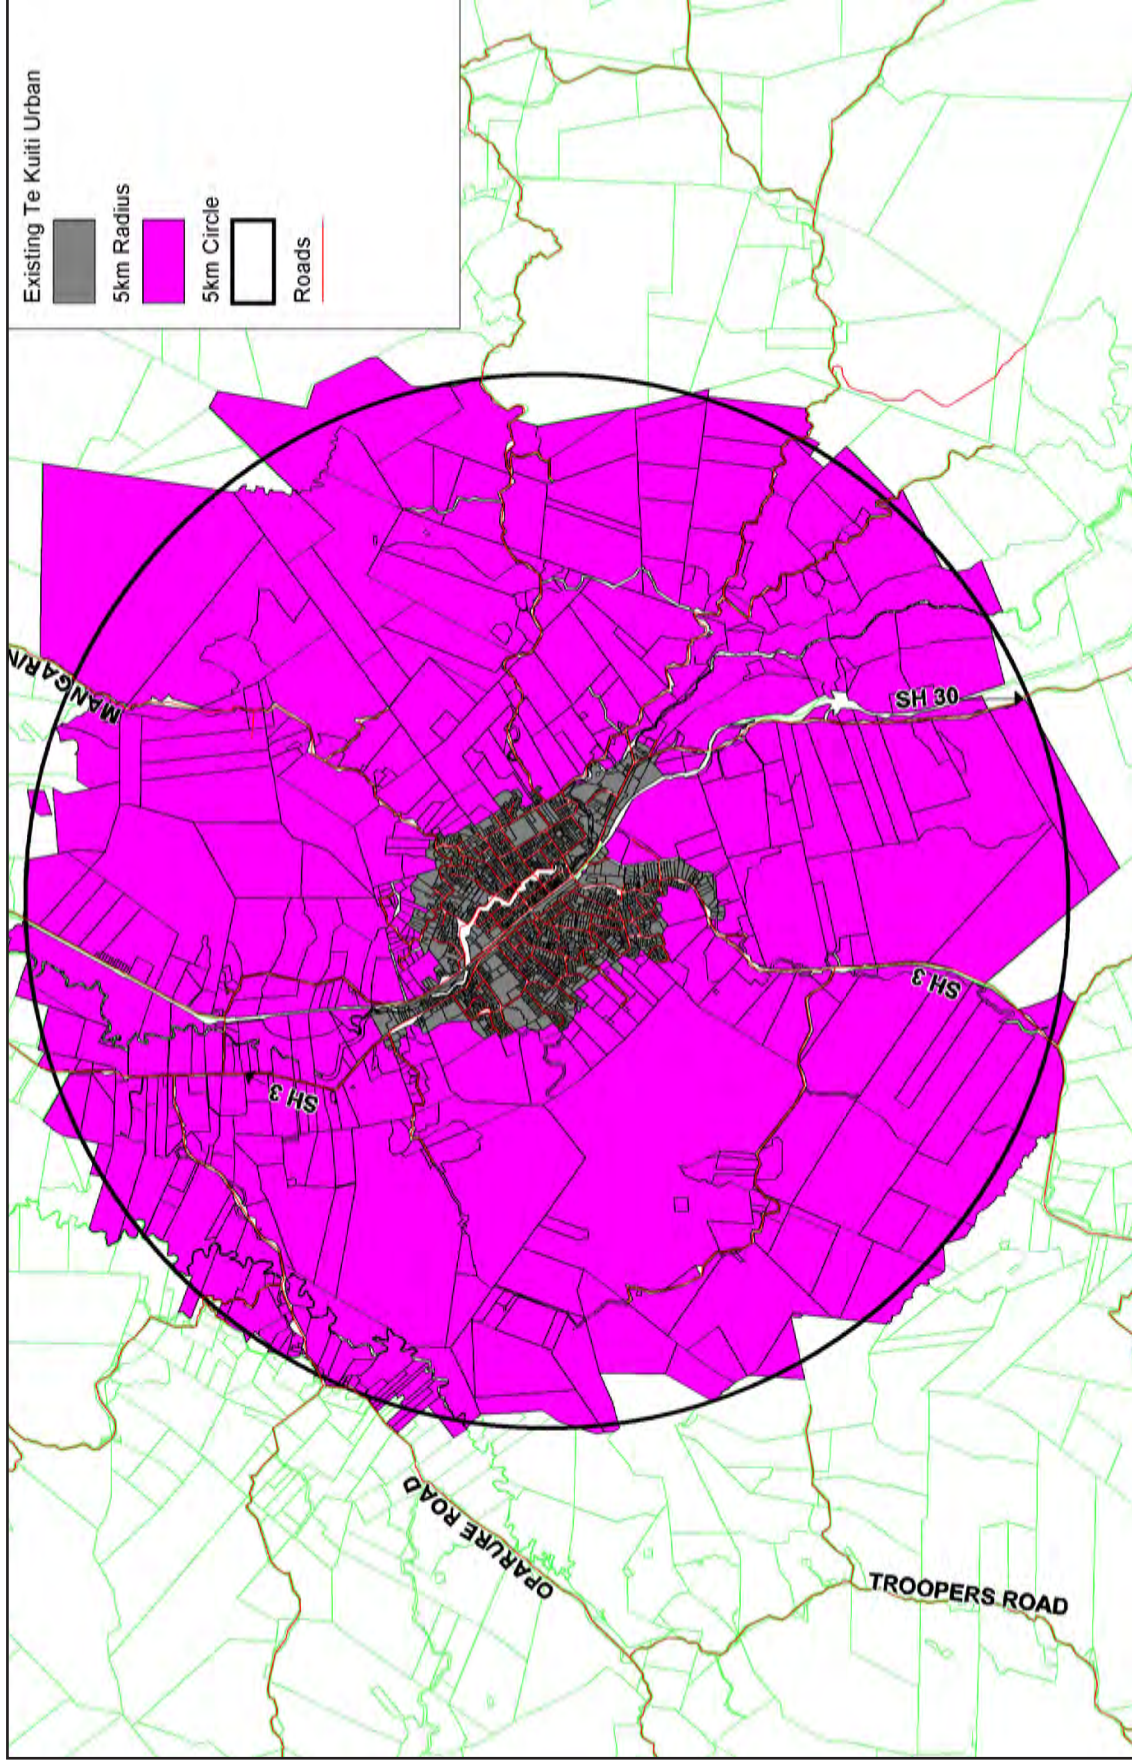 Existing Te Kuiti Urban
5km Radius
5km Circle
Roads
MANGARIN
SH 30
SH 3
SH 3
OPARURE ROAD
TROOPERS ROAD